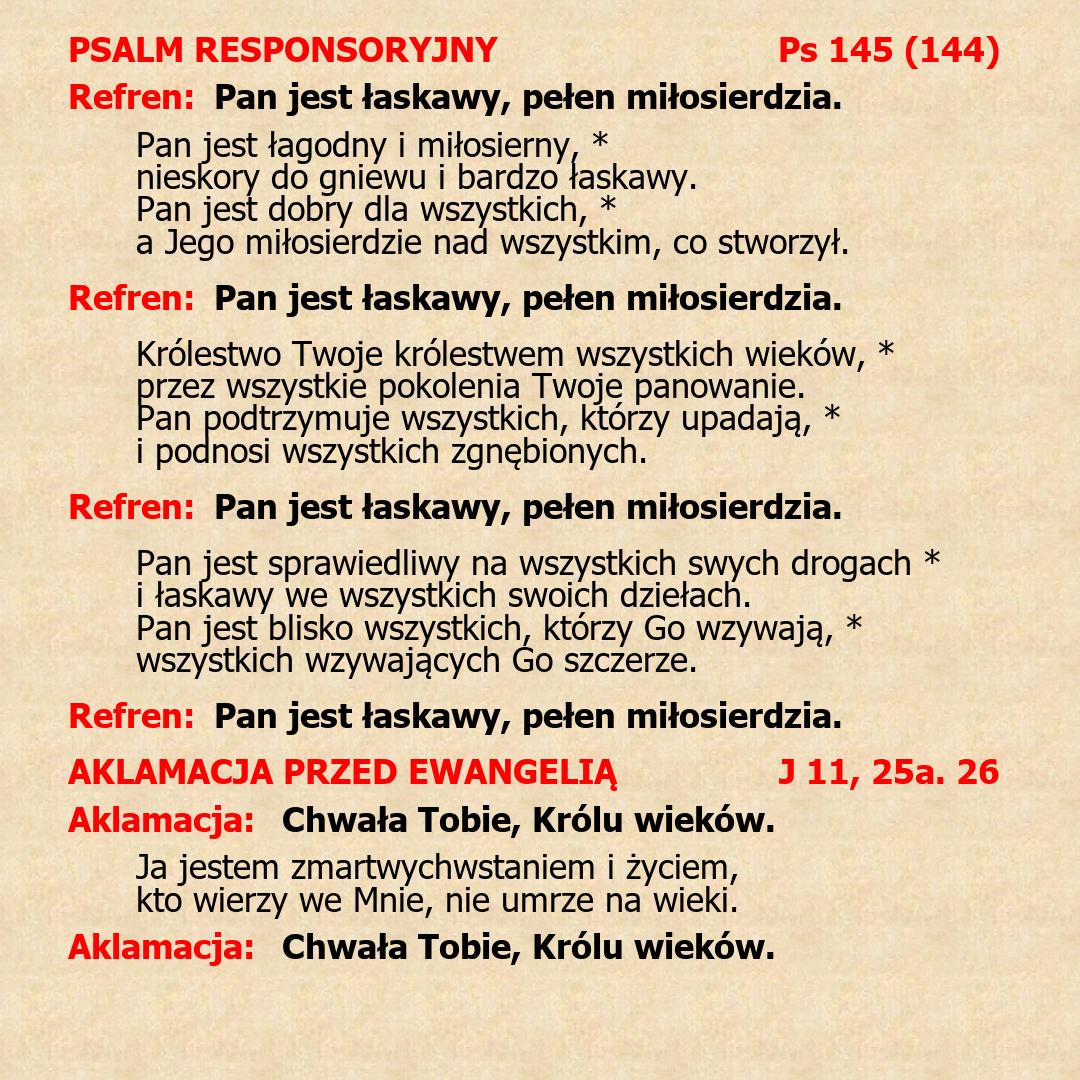 PSALM RESPONSORYJNY Ps 145 (144)
Refren: Pan jest łaskawy, pełen miłosierdzia.
Pan jest łagodny i miłosierny, *
nieskory do gniewu i bardzo łaskawy.
Pan jest dobry dla wszystkich, *
a Jego miłosierdzie nad wszystkim, co stworzył.
Refren: Pan jest łaskawy, pełen miłosierdzia.
Królestwo Twoje królestwem wszystkich wieków, *
przez wszystkie pokolenia Twoje panowanie.
Pan podtrzymuje wszystkich, którzy upadają, *
i podnosi wszystkich zgnębionych.
Refren: Pan jest łaskawy, pełen miłosierdzia.
Pan jest sprawiedliwy na wszystkich swych drogach *
i łaskawy we wszystkich swoich dziełach.
Pan jest blisko wszystkich, którzy Go wzywają, *
wszystkich wzywających Go szczerze.
Refren: Pan jest łaskawy, pełen miłosierdzia.
AKLAMACJA PRZED EWANGELIĄ J 11, 25a. 26
Aklamacja: Chwała Tobie, Królu wieków.
Ja jestem zmartwychwstaniem i życiem,
kto wierzy we Mnie, nie umrze na wieki.
Aklamacja: Chwała Tobie, Królu wieków.